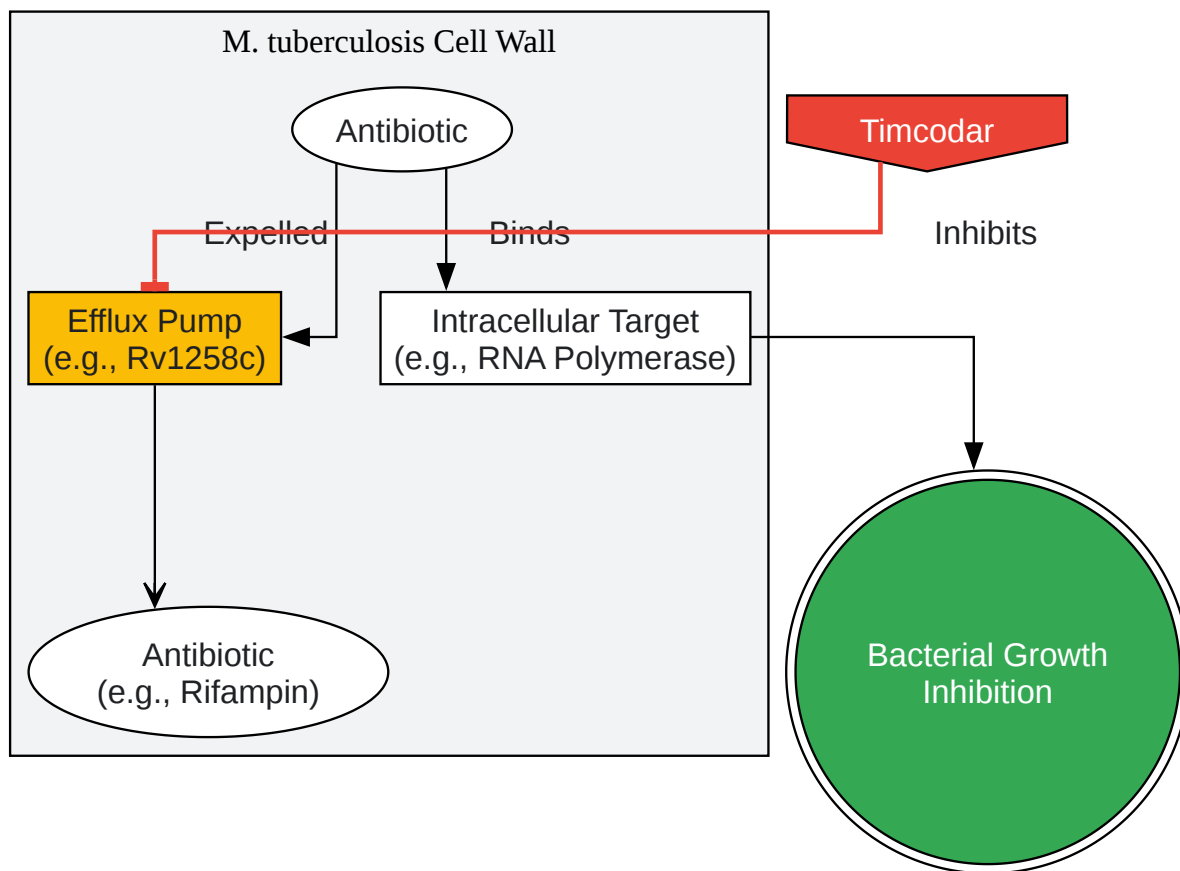 M. tuberculosis Cell Wall
Antibiotic
Timcodar
Expelled
Binds
Inhibits
Efflux Pump
(e.g., Rv1258c)
Intracellular Target
(e.g., RNA Polymerase)
Antibiotic
(e.g., Rifampin)
Bacterial Growth
Inhibition